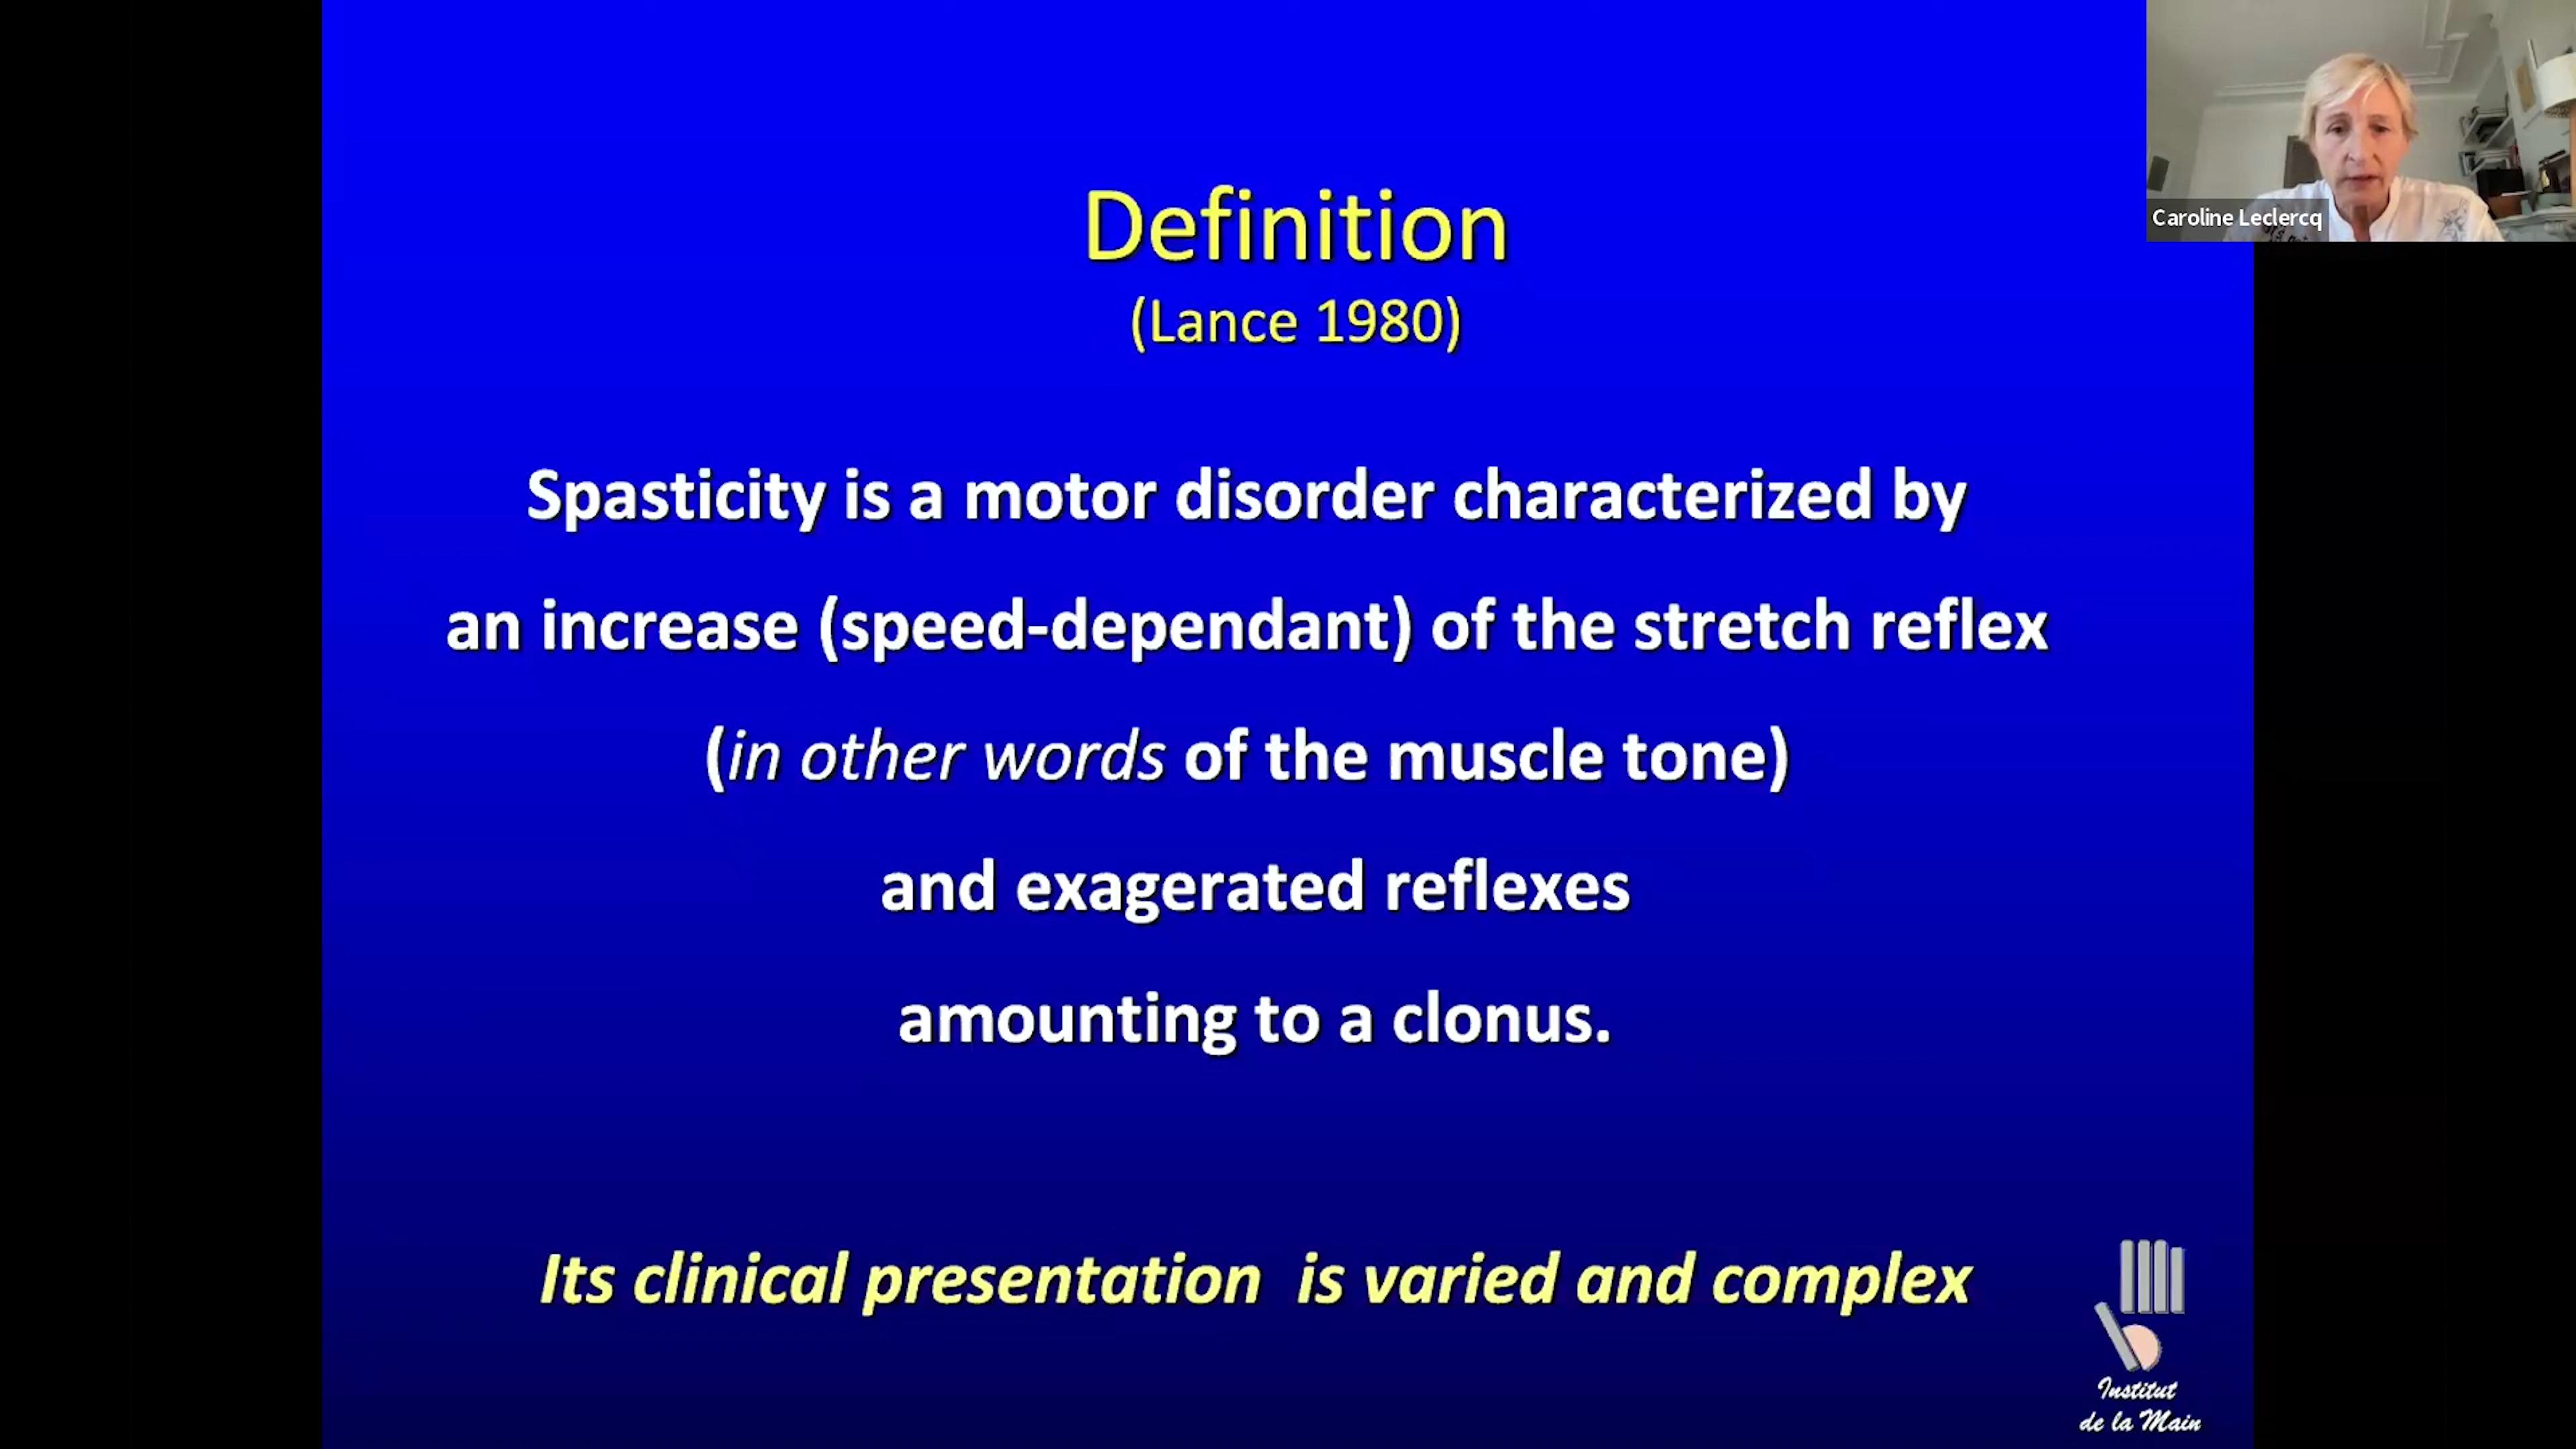 Definition
(Lance 1980)
Caroline Leclercq
Spasticity is a motor disorder characterized by
an increase (speed-dependant) of the stretch reflex
(in other words of the muscle tone)
and exagerated reflexes
amounting to a clonus.
Its clinical presentation is varied and complex
Institut
de la Main